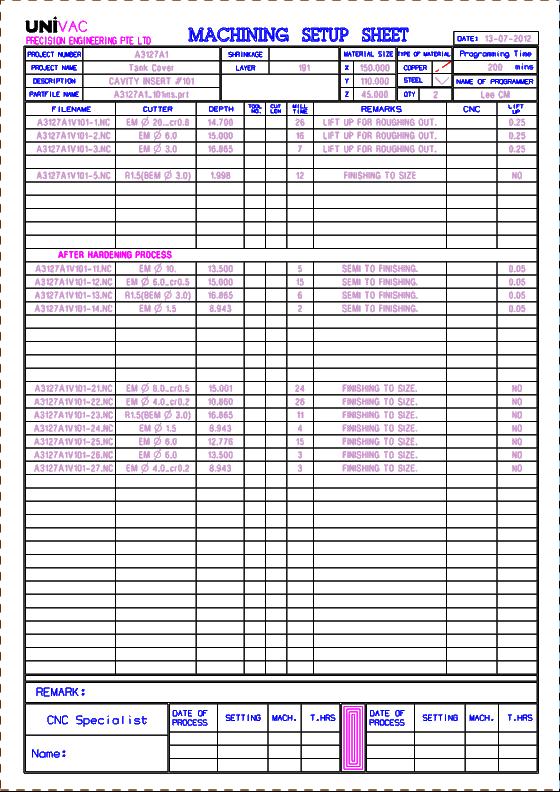 UNiVAC
PRECISION ENGINEERING PTE LTD
MACHINING SETUP SHEET
DATE: 13-07-2012
PROJECT NUMBER A3127A1 SHRINKAGE MATERIAL SIZE TYPE OF MATERIAL Programming Time
PROJECT NAME Tank Cover LAYER 191 X 150.000 COPPER 200 mins
DESCRIPTION CAVITY INSERT #101 Y 110.000 STEEL NAME OF PROGRAMMER
PARTFILE NAME A3127A1_101ms.prt Z 45.000 QTY 2 Lee CM
FILENAME CUTTER DEPTH TOOL NO. CUT LEN MILL TIME REMARKS CNC LIFT UP
A3127A1V101-1.NC EM Ø 20._cr0.8 14.700 26 LIFT UP FOR ROUGHING OUT. 0.25
A3127A1V101-2.NC EM Ø 6.0 15.000 16 LIFT UP FOR ROUGHING OUT. 0.25
A3127A1V101-3.NC EM Ø 3.0 16.865 7 LIFT UP FOR ROUGHING OUT. 0.25
A3127A1V101-5.NC R1.5(BEM Ø 3.0) 1.998 12 FINISHING TO SIZE NO
AFTER HARDENING PROCESS
A3127A1V101-11.NC EM Ø 10. 13.500 5 SEMI TO FINISHING. 0.05
A3127A1V101-12.NC EM Ø 6.0_cr0.5 15.000 15 SEMI TO FINISHING. 0.05
A3127A1V101-13.NC R1.5(BEM Ø 3.0) 16.865 6 SEMI TO FINISHING. 0.05
A3127A1V101-14.NC EM Ø 1.5 8.943 2 SEMI TO FINISHING. 0.05
A3127A1V101-21.NC EM Ø 8.0_cr0.5 15.001 24 FINISHING TO SIZE. NO
A3127A1V101-22.NC EM Ø 4.0_cr0.2 10.860 26 FINISHING TO SIZE. NO
A3127A1V101-23.NC R1.5(BEM Ø 3.0) 16.865 11 FINISHING TO SIZE. NO
A3127A1V101-24.NC EM Ø 1.5 8.943 4 FINISHING TO SIZE. NO
A3127A1V101-25.NC EM Ø 6.0 12.776 15 FINISHING TO SIZE. NO
A3127A1V101-26.NC EM Ø 6.0 13.500 3 FINISHING TO SIZE. NO
A3127A1V101-27.NC EM Ø 4.0_cr0.2 8.943 3 FINISHING TO SIZE. NO
REMARK:
CNC Specialist DATE OF PROCESS SETTING MACH. T.HRS DATE OF PROCESS SETTING MACH. T.HRS
Name: